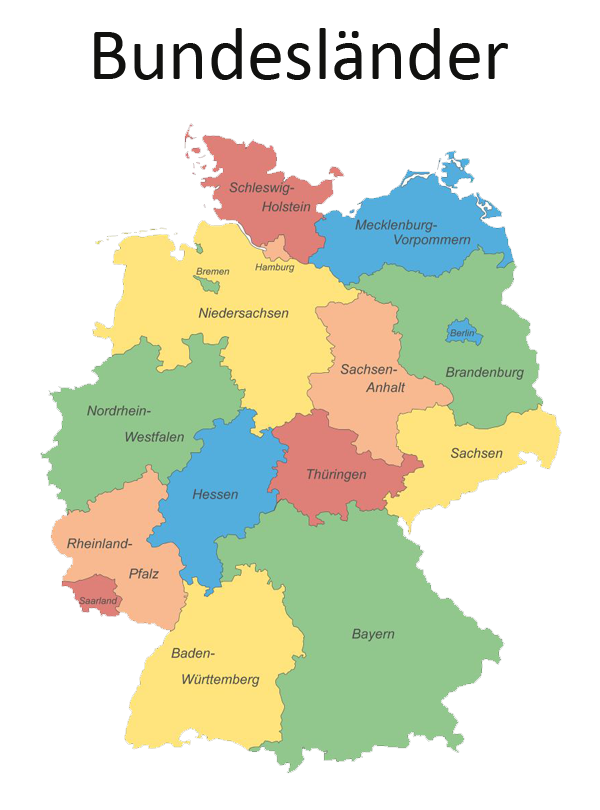 Bundesländer
Schleswig-
Holstein
Mecklenburg-
Vorpommern
Hamburg
Bremen
Niedersachsen
Berlin
Sachsen-
Anhalt
Brandenburg
Nordrhein-
Westfalen
Sachsen
Thüringen
Hessen
Rheinland-
Pfalz
Saarland
Bayern
Baden-
Württemberg